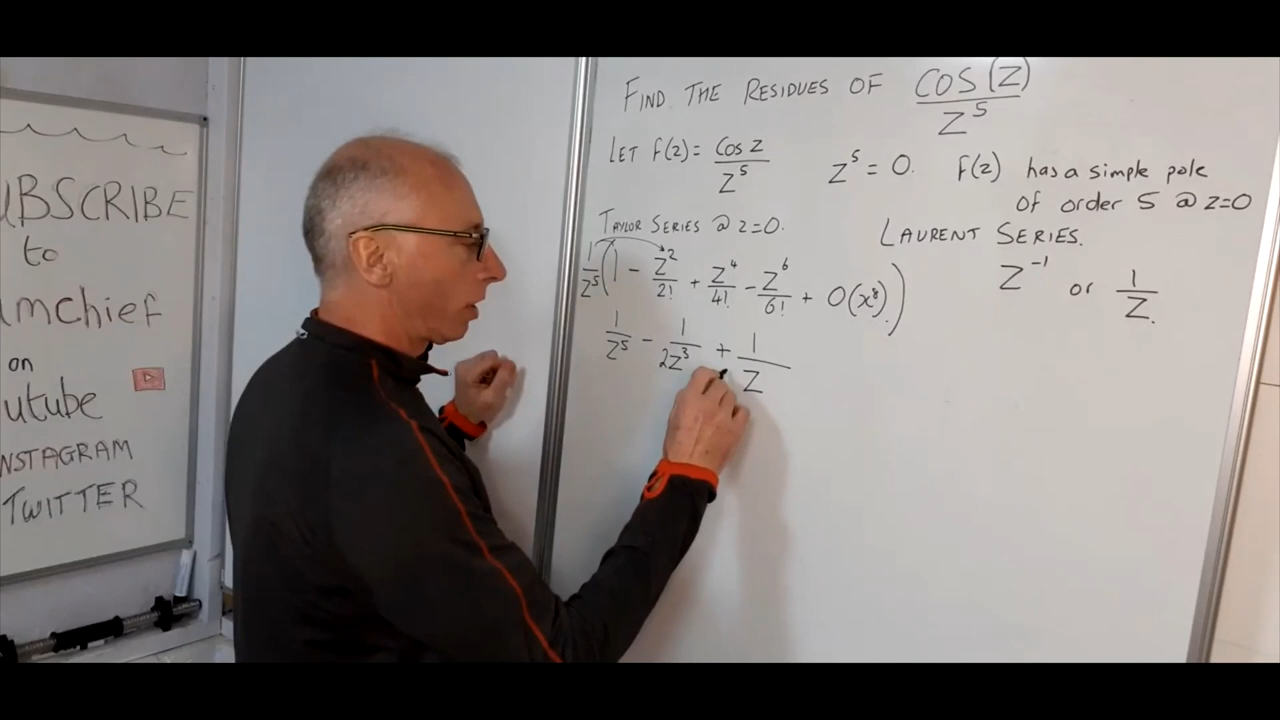 UBSCRIBE
to
mchief
on
utube
NSTAGRAM
TWITTER
FIND THE RESIDUES OF COS(Z)/Z^5
LET f(z) = Cos Z/Z^5 Z^5 = 0. f(z) has a simple pole
of order 5 @ z=0
TAYLOR SERIES @ z=0. LAURENT SERIES.
1/Z^5 (1 - Z^2/2! + Z^4/4! - Z^6/6! + O(x^8).) Z^-1 or 1/Z.
1/Z^5 - 1/2Z^3 + 1/Z